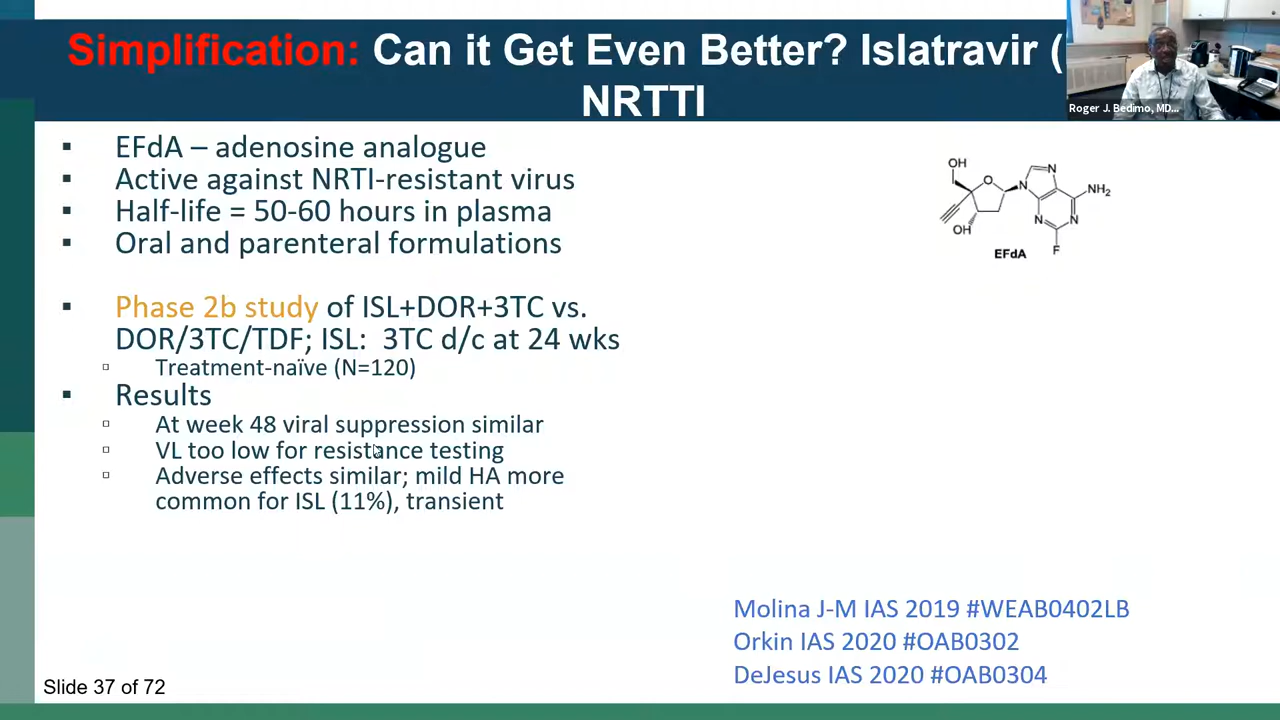 Simplification: Can it Get Even Better? Islatravir (
NRTTI
Roger J. Bedimo, MD...
▪ EFdA – adenosine analogue
▪ Active against NRTI-resistant virus
▪ Half-life = 50-60 hours in plasma
▪ Oral and parenteral formulations
▪ Phase 2b study of ISL+DOR+3TC vs.
DOR/3TC/TDF; ISL: 3TC d/c at 24 wks
▫ Treatment-naïve (N=120)
▪ Results
▫ At week 48 viral suppression similar
▫ VL too low for resistance testing
▫ Adverse effects similar; mild HA more
common for ISL (11%), transient
OH
O
N
N
NH₂
N
N
OH
F
EFdA
Molina J-M IAS 2019 #WEAB0402LB
Orkin IAS 2020 #OAB0302
DeJesus IAS 2020 #OAB0304
Slide 37 of 72